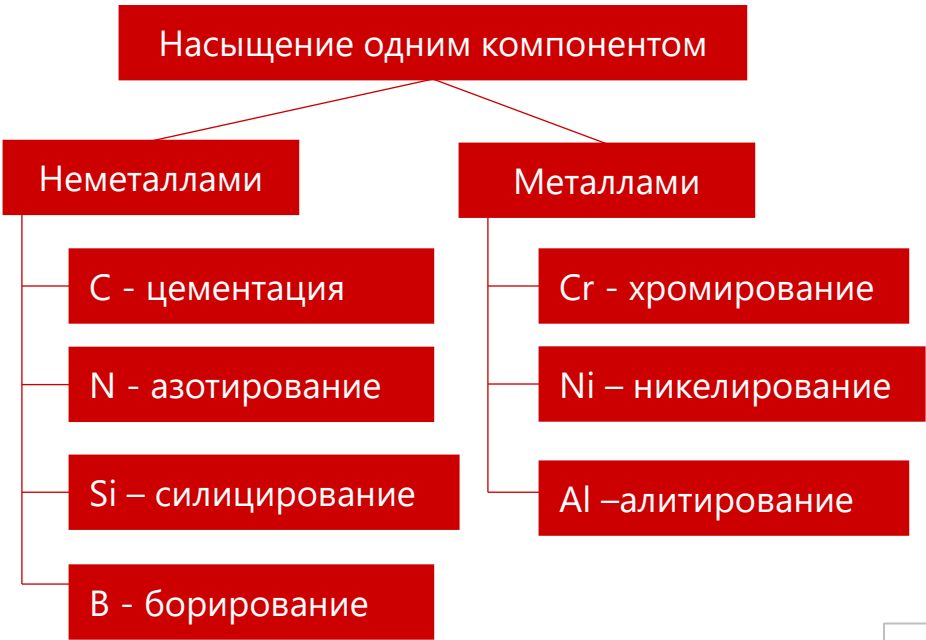 Насыщение одним компонентом
Неметаллами
Металлами
С - цементация
Cr - хромирование
N - азотирование
Ni – никелирование
Si – силицирование
Al –алитирование
B - борирование